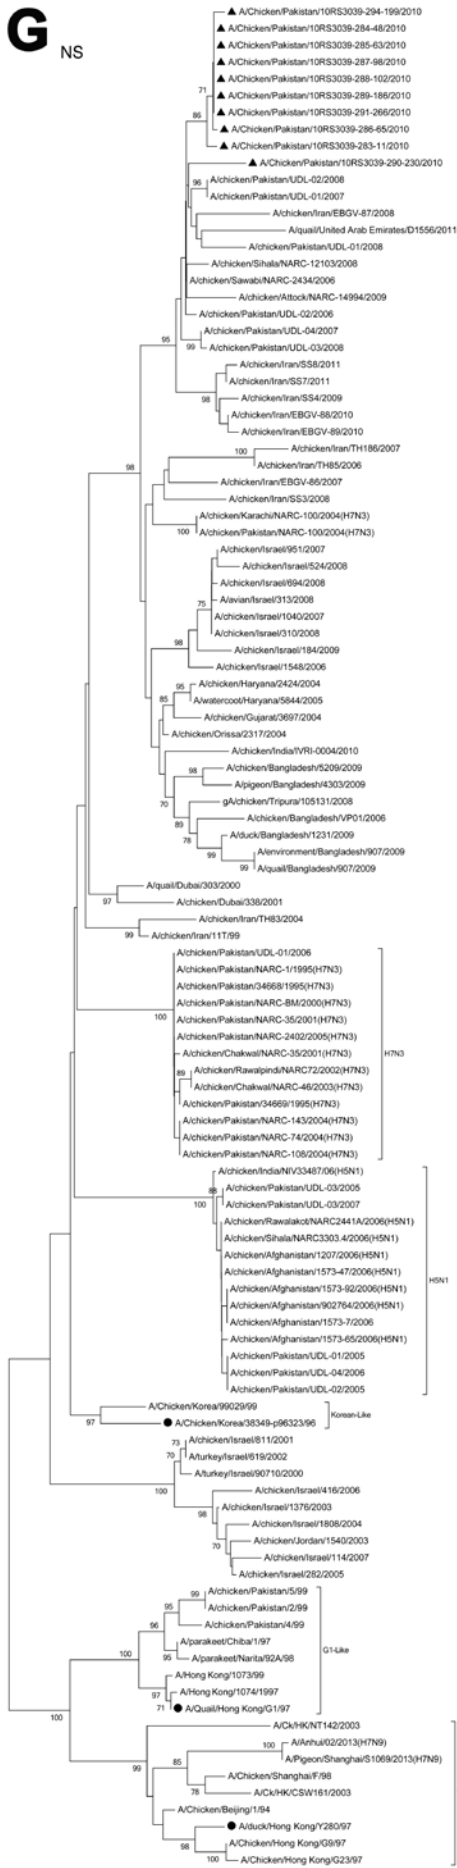 G
NS
A/Chicken/Pakistan/10RS3039-294-199/2010
A/Chicken/Pakistan/10RS3039-284-48/2010
A/Chicken/Pakistan/10RS3039-285-63/2010
A/Chicken/Pakistan/10RS3039-287-98/2010
A/Chicken/Pakistan/10RS3039-288-102/2010
71
A/Chicken/Pakistan/10RS3039-289-186/2010
A/Chicken/Pakistan/10RS3039-291-266/2010
86
A/Chicken/Pakistan/10RS3039-286-65/2010
A/Chicken/Pakistan/10RS3039-283-11/2010
A/Chicken/Pakistan/10RS3039-290-230/2010
96
A/chicken/Pakistan/UDL-02/2008
A/chicken/Pakistan/UDL-01/2007
A/chicken/Iran/EBGV-87/2008
A/quail/United Arab Emirates/D1556/2011
A/chicken/Pakistan/UDL-01/2008
A/chicken/Sihala/NARC-12103/2008
A/chicken/Sawabi/NARC-2434/2006
A/chicken/Attock/NARC-14994/2009
A/chicken/Pakistan/UDL-02/2006
95
A/chicken/Pakistan/UDL-04/2007
99
A/chicken/Pakistan/UDL-03/2008
A/chicken/Iran/SS8/2011
A/chicken/Iran/SS7/2011
98
A/chicken/Iran/SS4/2009
A/chicken/Iran/EBGV-88/2010
A/chicken/Iran/EBGV-89/2010
100
A/chicken/Iran/TH186/2007
98
A/chicken/Iran/TH85/2006
A/chicken/Iran/EBGV-86/2007
A/chicken/Iran/SS3/2008
A/chicken/Karachi/NARC-100/2004(H7N3)
100
A/chicken/Pakistan/NARC-100/2004(H7N3)
A/chicken/Israel/951/2007
A/chicken/Israel/524/2008
A/chicken/Israel/694/2008
75
A/avian/Israel/313/2008
A/chicken/Israel/1040/2007
A/chicken/Israel/310/2008
98
A/chicken/Israel/184/2009
A/chicken/Israel/1548/2006
95
A/chicken/Haryana/2424/2004
85
A/watercoot/Haryana/5844/2005
A/chicken/Gujarat/3697/2004
A/chicken/Orissa/2317/2004
A/chicken/India/IVRI-0004/2010
98
A/chicken/Bangladesh/5209/2009
A/pigeon/Bangladesh/4303/2009
70
gA/chicken/Tripura/105131/2008
89
A/chicken/Bangladesh/VP01/2006
78
A/duck/Bangladesh/1231/2009
99
A/environment/Bangladesh/907/2009
99
A/quail/Bangladesh/907/2009
A/quail/Dubai/303/2000
97
A/chicken/Dubai/338/2001
A/chicken/Iran/TH83/2004
99
A/chicken/Iran/11T/99
A/chicken/Pakistan/UDL-01/2006
A/chicken/Pakistan/NARC-1/1995(H7N3)
A/chicken/Pakistan/34668/1995(H7N3)
A/chicken/Pakistan/NARC-BM/2000(H7N3)
100
A/chicken/Pakistan/NARC-35/2001(H7N3)
A/chicken/Pakistan/NARC-2402/2005(H7N3)
A/chicken/Chakwal/NARC-35/2001(H7N3)
H7N3
89
A/chicken/Rawalpindi/NARC72/2002(H7N3)
A/chicken/Chakwal/NARC-46/2003(H7N3)
A/chicken/Pakistan/34669/1995(H7N3)
A/chicken/Pakistan/NARC-143/2004(H7N3)
A/chicken/Pakistan/NARC-74/2004(H7N3)
A/chicken/Pakistan/NARC-108/2004(H7N3)
A/chicken/India/NIV33487/06(H5N1)
88
A/chicken/Pakistan/UDL-03/2005
100
A/chicken/Pakistan/UDL-03/2007
A/chicken/Rawalakot/NARC2441A/2006(H5N1)
A/chicken/Sihala/NARC3303.4/2006(H5N1)
A/chicken/Afghanistan/1207/2006(H5N1)
A/chicken/Afghanistan/1573-47/2006(H5N1)
H5N1
A/chicken/Afghanistan/1573-92/2006(H5N1)
A/chicken/Afghanistan/902764/2006(H5N1)
A/chicken/Afghanistan/1573-7/2006
A/chicken/Afghanistan/1573-65/2006(H5N1)
A/chicken/Pakistan/UDL-01/2005
A/chicken/Pakistan/UDL-04/2006
A/chicken/Pakistan/UDL-02/2005
A/Chicken/Korea/99029/99
Korean-Like
97
A/Chicken/Korea/38349-p96323/96
73
A/chicken/Israel/811/2001
70
A/turkey/Israel/619/2002
A/turkey/Israel/90710/2000
100
A/chicken/Israel/416/2006
98
A/chicken/Israel/1376/2003
A/chicken/Israel/1808/2004
70
A/chicken/Jordan/1540/2003
A/chicken/Israel/114/2007
A/chicken/Israel/282/2005
99
A/chicken/Pakistan/5/99
95
A/chicken/Pakistan/2/99
96
A/chicken/Pakistan/4/99
A/parakeet/Chiba/1/97
G1-Like
100
95
A/parakeet/Narita/92A/98
A/Hong Kong/1073/99
97
A/Hong Kong/1074/1997
71
A/Quail/Hong Kong/G1/97
100
A/Ck/HK/NT142/2003
100
A/Anhui/02/2013(H7N9)
99
85
A/Pigeon/Shanghai/S1069/2013(H7N9)
A/Chicken/Shanghai/F/98
78
A/Ck/HK/CSW161/2003
A/Chicken/Beijing/1/94
A/duck/Hong Kong/Y280/97
98
A/Chicken/Hong Kong/G9/97
100
A/Chicken/Hong Kong/G23/97